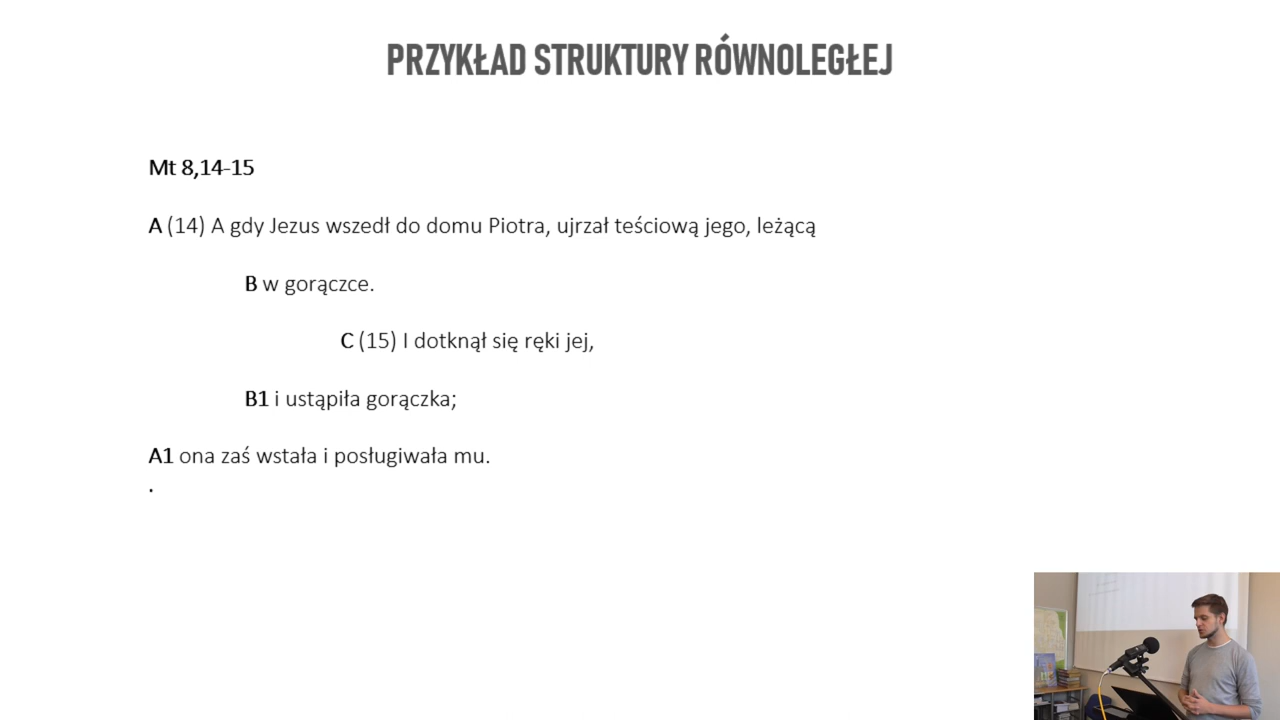 PRZYKŁAD STRUKTURY RÓWNOLEGŁEJ
Mt 8,14-15
A (14) A gdy Jezus wszedł do domu Piotra, ujrzał teściową jego, leżącą
B w gorączce.
C (15) I dotknął się ręki jej,
B1 i ustąpiła gorączka;
A1 ona zaś wstała i posługiwała mu.
.